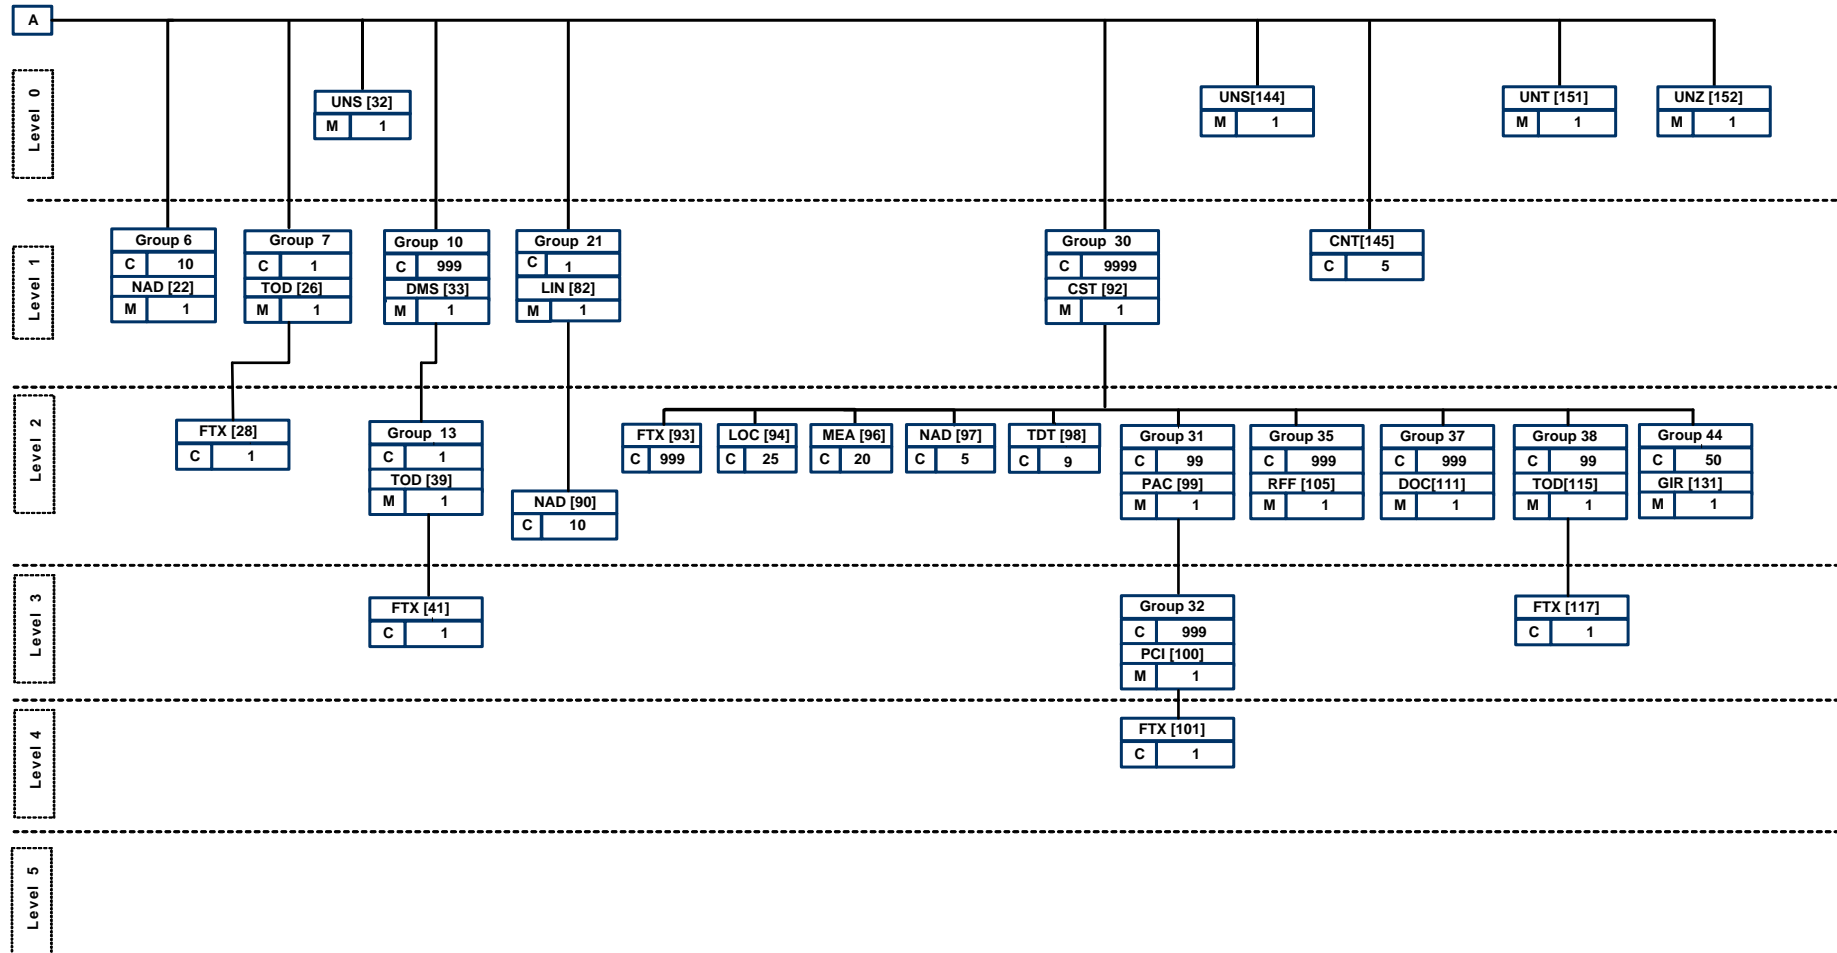 A
Level 0
UNS [32]
M 1
UNS[144]
M 1
UNT [151]
M 1
UNZ [152]
M 1
Level 1
Group 6
C 10
NAD [22]
M 1
Group 7
C 1
TOD [26]
M 1
Group 10
C 999
DMS [33]
M 1
Group 21
C 1
LIN [82]
M 1
Group 30
C 9999
CST [92]
M 1
CNT[145]
C 5
Level 2
FTX [28]
C 1
Group 13
C 1
TOD [39]
M 1
NAD [90]
C 10
FTX [93]
C 999
LOC [94]
C 25
MEA [96]
C 20
NAD [97]
C 5
TDT [98]
C 9
Group 31
C 99
PAC [99]
M 1
Group 35
C 999
RFF [105]
M 1
Group 37
C 999
DOC[111]
M 1
Group 38
C 99
TOD[115]
M 1
Group 44
C 50
GIR [131]
M 1
Level 3
FTX [41]
C 1
Group 32
C 999
PCI [100]
M 1
FTX [117]
C 1
Level 4
FTX [101]
C 1
Level 5